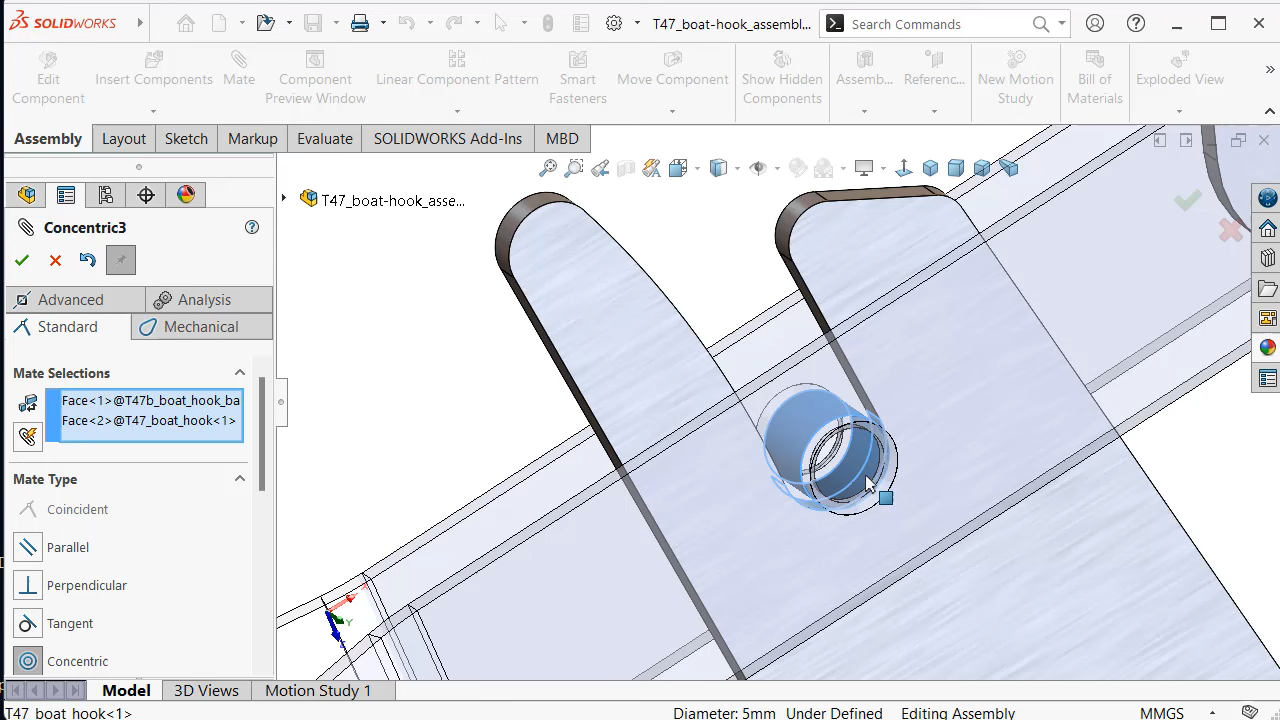 SOLIDWORKS
T47_boat-hook_assembl...
Search Commands
Edit Component
Insert Components
Mate
Component Preview Window
Linear Component Pattern
Smart Fasteners
Move Component
Show Hidden Components
Assemb...
Referenc...
New Motion Study
Bill of Materials
Exploded View
Assembly
Layout
Sketch
Markup
Evaluate
SOLIDWORKS Add-Ins
MBD
T47_boat-hook_asse...
Concentric3
Advanced
Analysis
Standard
Mechanical
Mate Selections
Face<1>@T47b_boat_hook_ba
Face<2>@T47_boat_hook<1>
Mate Type
Coincident
Parallel
Perpendicular
Tangent
Concentric
Y
Model
3D Views
Motion Study 1
T47_boat_hook<1>
Diameter: 5mm
Under Defined
Editing Assembly
MMGS